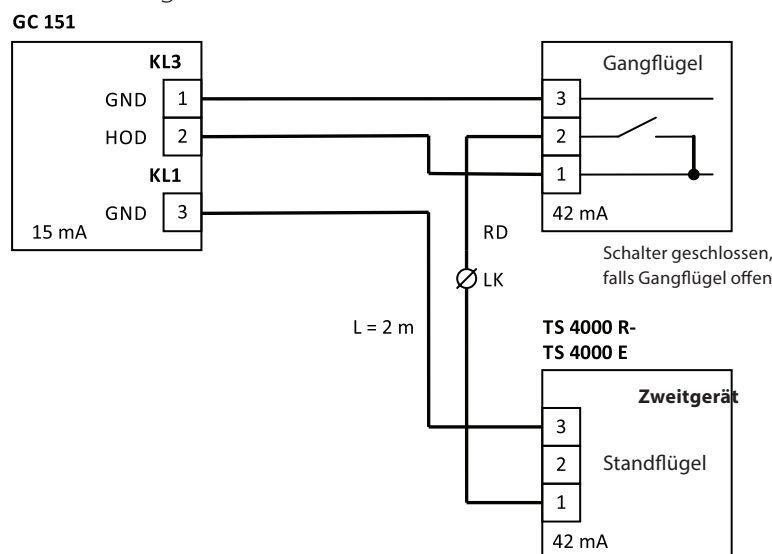 GC 151
KL3
GND 1
HOD 2
KL1
GND 3
15 mA
Gangflügel
3
2
1
42 mA
Schalter geschlossen,
falls Gangflügel offen
RD
LK
L = 2 m
TS 4000 R-
TS 4000 E
Zweitgerät
3
2
Standflügel
1
42 mA